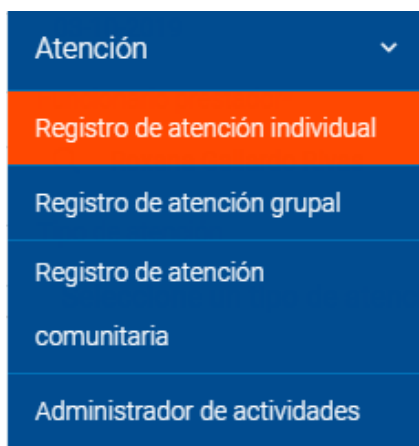 Atención
Registro de atención individual
Registro de atención grupal
Registro de atención
comunitaria
Administrador de actividades